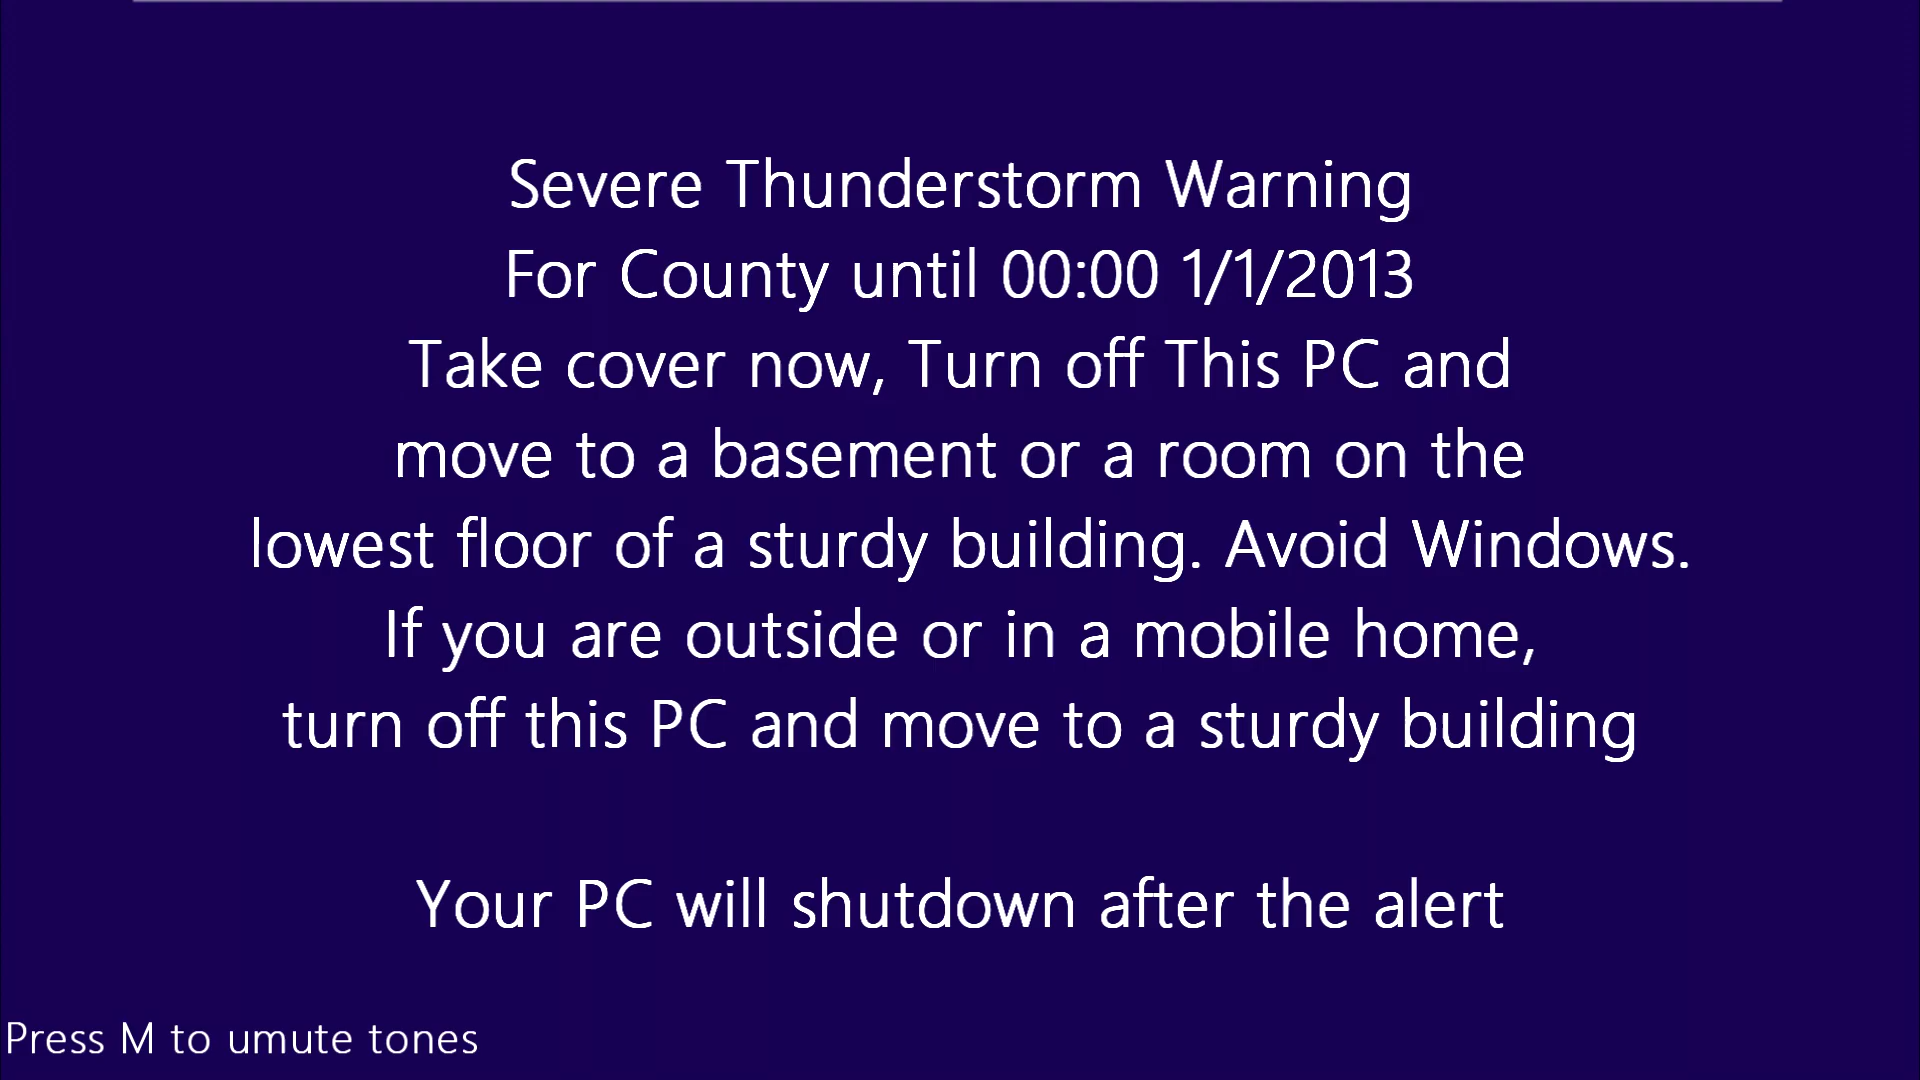 Severe Thunderstorm Warning
For County until 00:00 1/1/2013
Take cover now, Turn off This PC and
move to a basement or a room on the
lowest floor of a sturdy building. Avoid Windows.
If you are outside or in a mobile home,
turn off this PC and move to a sturdy building
Your PC will shutdown after the alert
Press M to umute tones